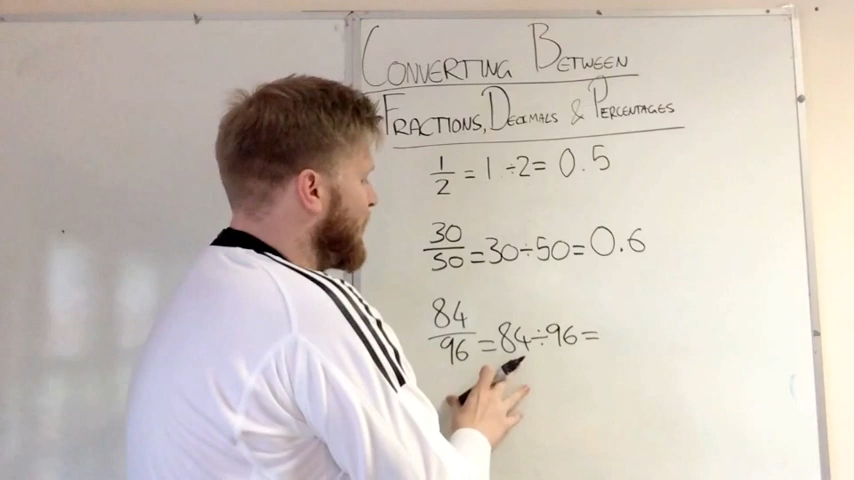 CONVERTING BETWEEN
FRACTIONS, DECIMALS & PERCENTAGES
1/2 = 1 ÷ 2 = 0.5
30/50 = 30 ÷ 50 = 0.6
84/96 = 84 ÷ 96 =